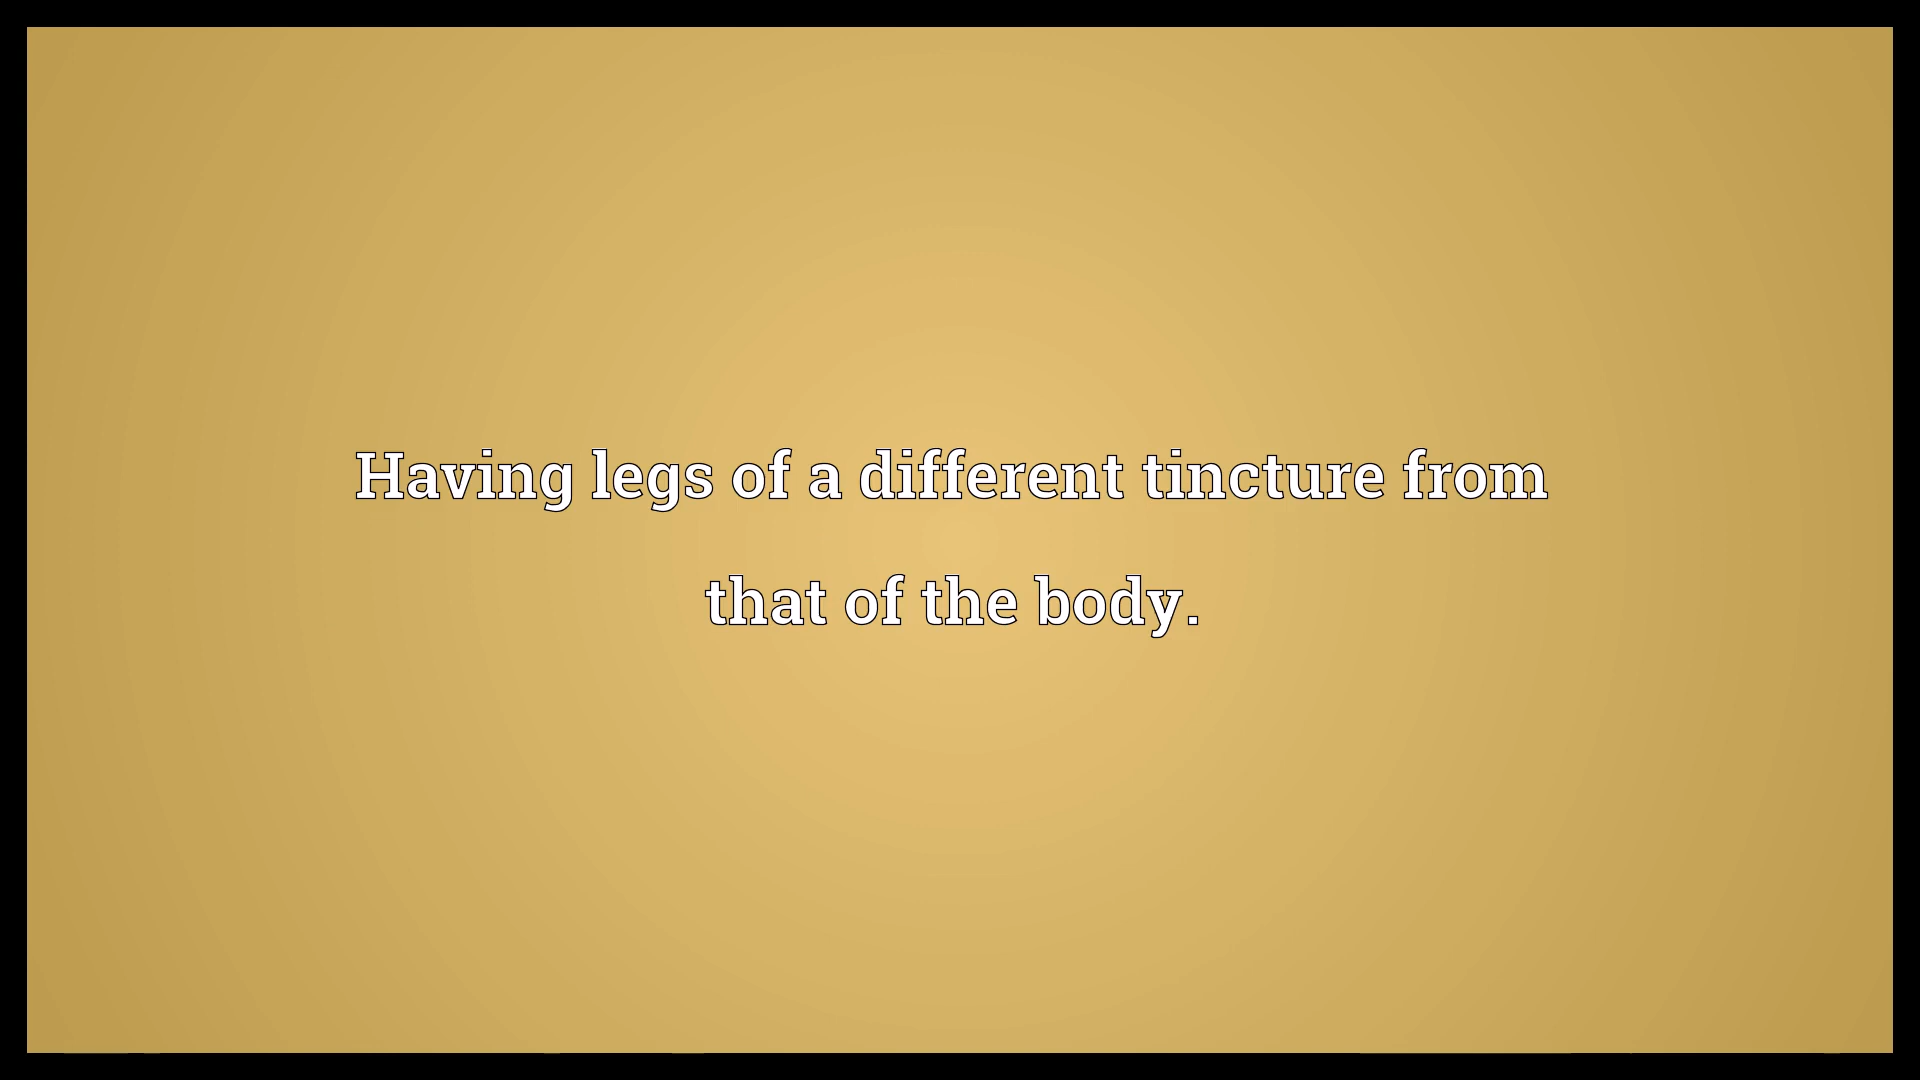 Having legs of a different tincture from
that of the body.